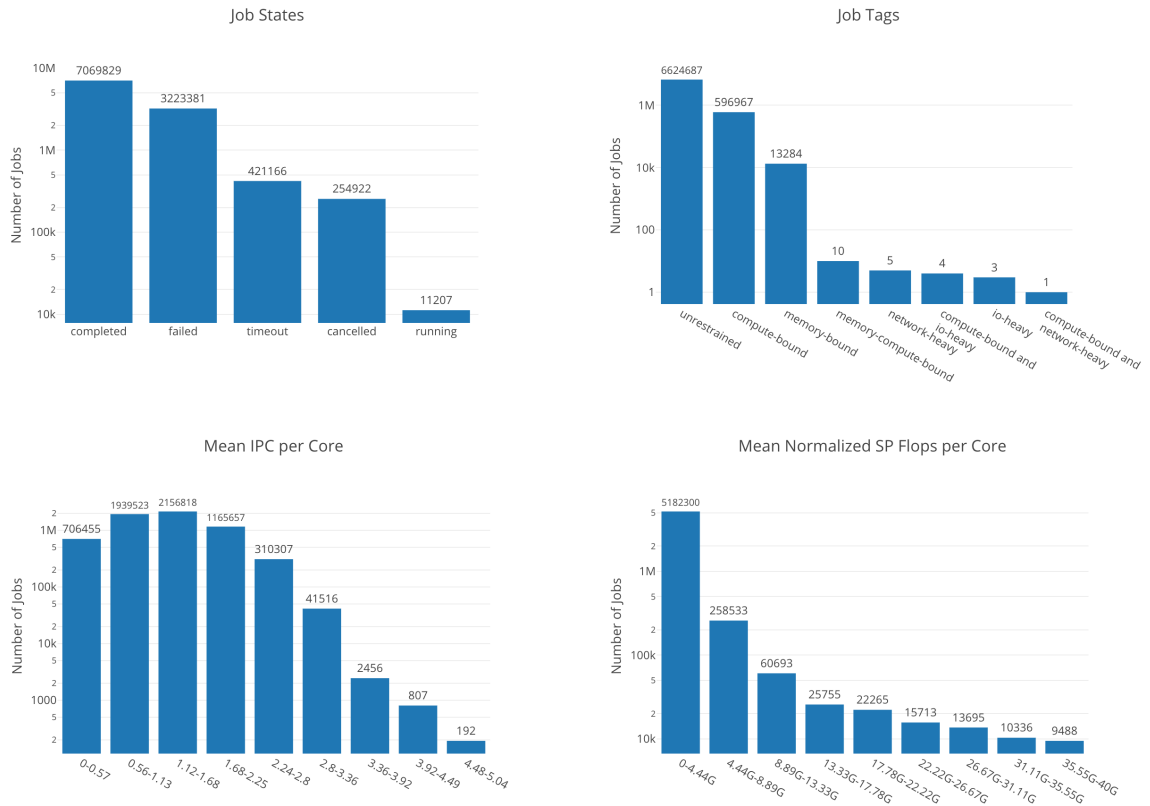 Job States
Number of Jobs
10M
5
2
1M
5
2
100k
5
2
10k
7069829
3223381
421166
254922
11207
completed
failed
timeout
cancelled
running
Job Tags
Number of Jobs
1M
10k
100
1
6624687
596967
13284
10
5
4
3
1
unrestrained
compute-bound
memory-bound
memory-compute-bound
network-heavy
compute-bound and
io-heavy
io-heavy
compute-bound and
network-heavy
Mean IPC per Core
Number of Jobs
2
1M
5
2
100k
5
2
10k
5
2
1000
5
2
706455
1939523
2156818
1165657
310307
41516
2456
807
192
0-0.57
0.56-1.13
1.12-1.68
1.68-2.25
2.24-2.8
2.8-3.36
3.36-3.92
3.92-4.49
4.48-5.04
Mean Normalized SP Flops per Core
Number of Jobs
5
2
1M
5
2
100k
5
2
10k
5182300
258533
60693
25755
22265
15713
13695
10336
9488
0-4.44G
4.44G-8.89G
8.89G-13.33G
13.33G-17.78G
17.78G-22.22G
22.22G-26.67G
26.67G-31.11G
31.11G-35.55G
35.55G-40G